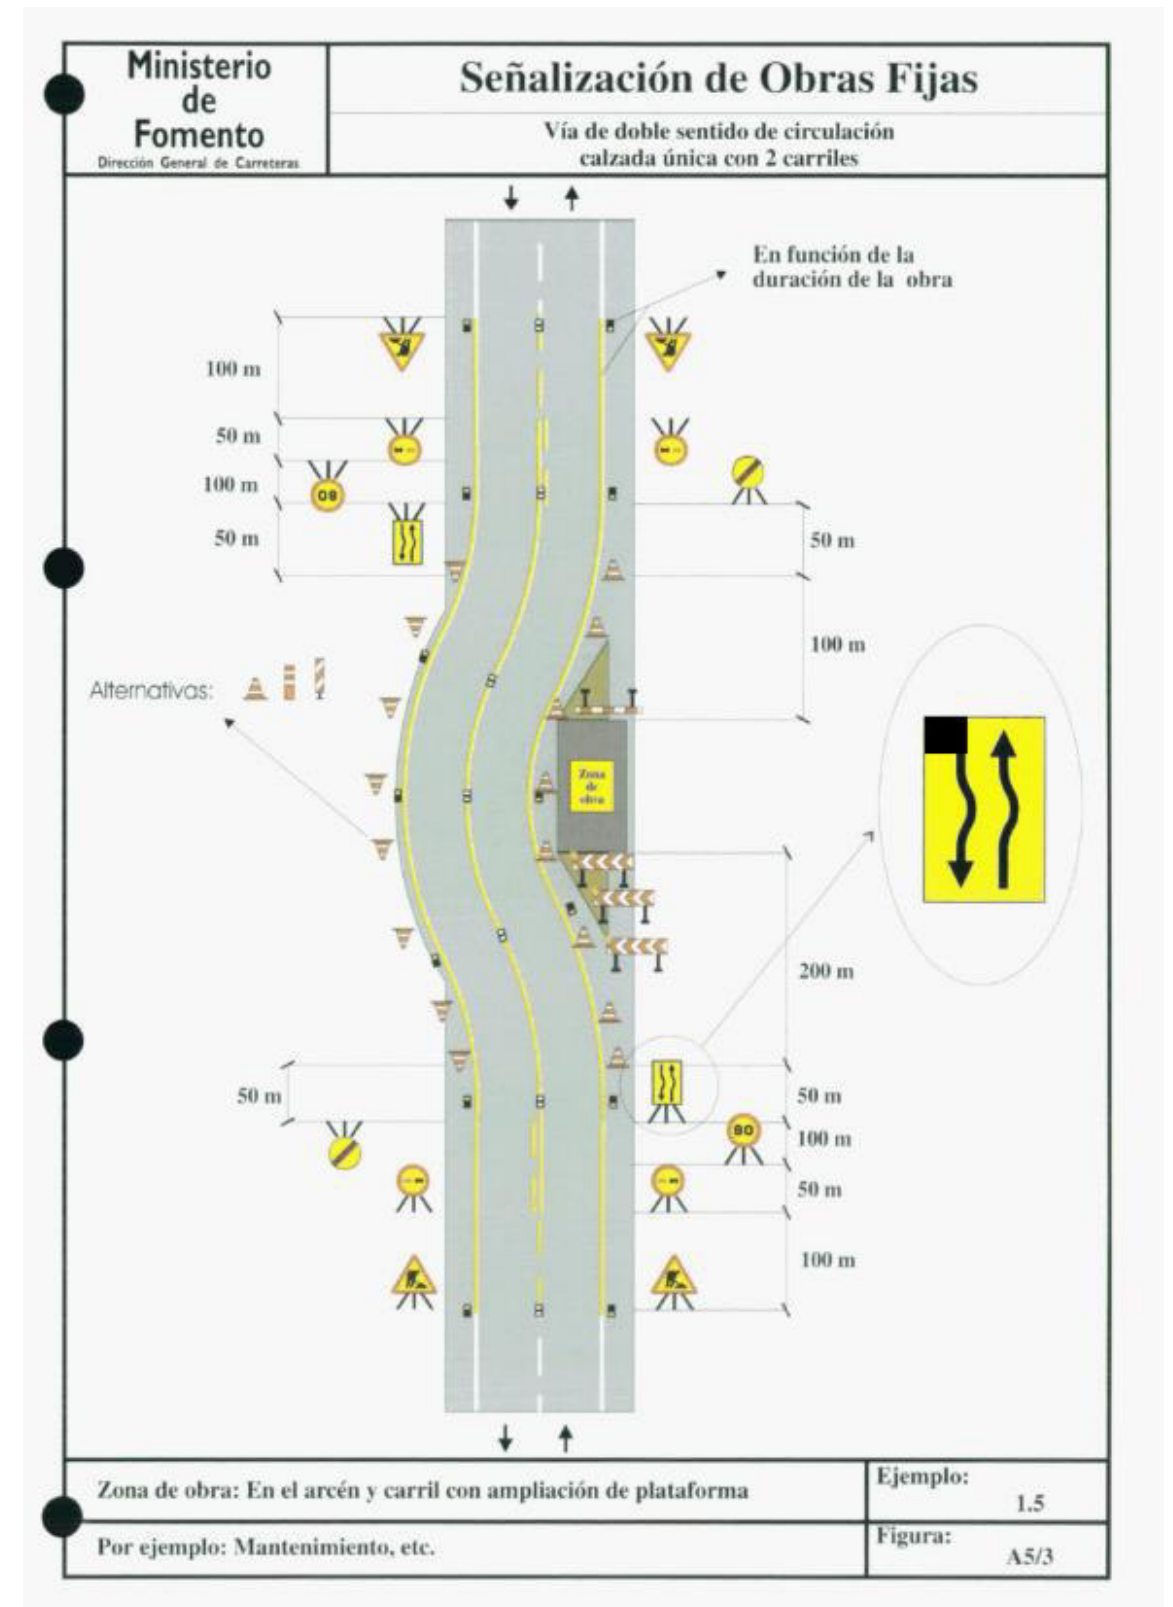 Ministerio
de
Fomento
Dirección General de Carreteras
Señalización de Obras Fijas
Vía de doble sentido de circulación
calzada única con 2 carriles
En función de la
duración de la obra
100 m
50 m
100 m
80
50 m
50 m
100 m
Alternativas:
Zona
de
obra
200 m
50 m
50 m
80
100 m
50 m
100 m
Zona de obra: En el arcén y carril con ampliación de plataforma
Ejemplo:
1.5
Por ejemplo: Mantenimiento, etc.
Figura:
A5/3